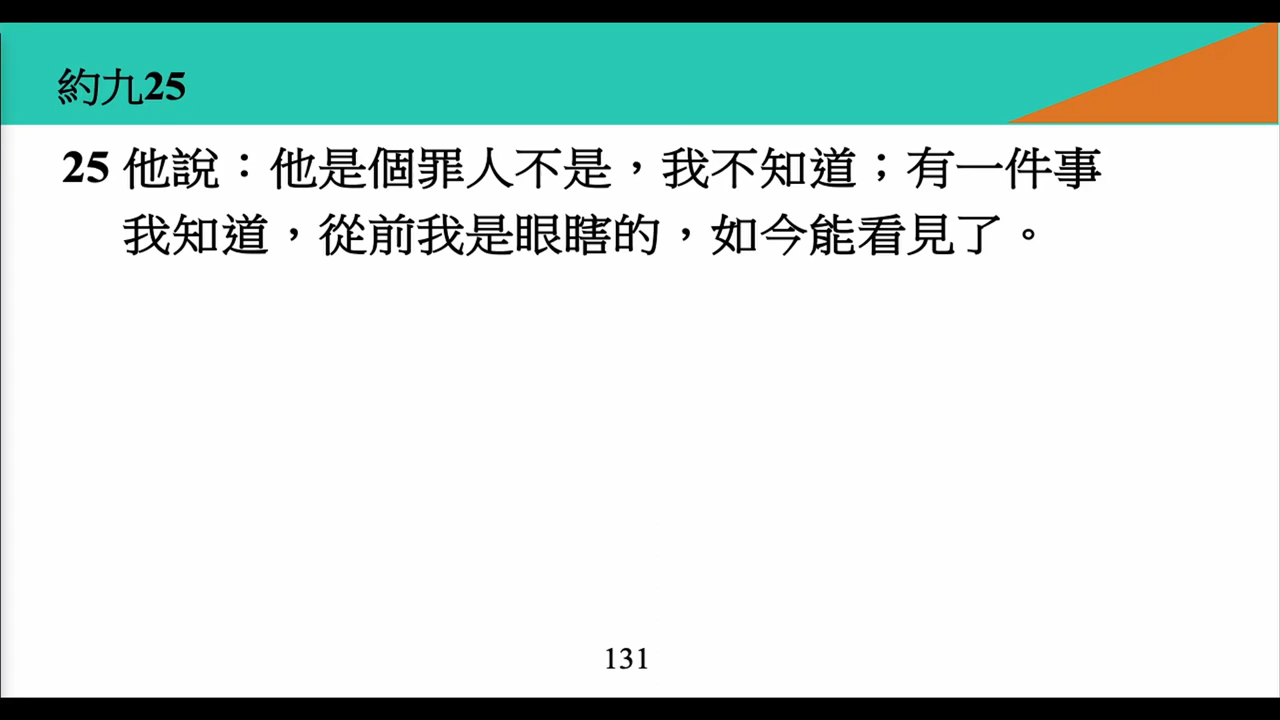 約九25
25 他說：他是個罪人不是，我不知道；有一件事
我知道，從前我是眼瞎的，如今能看見了。
131